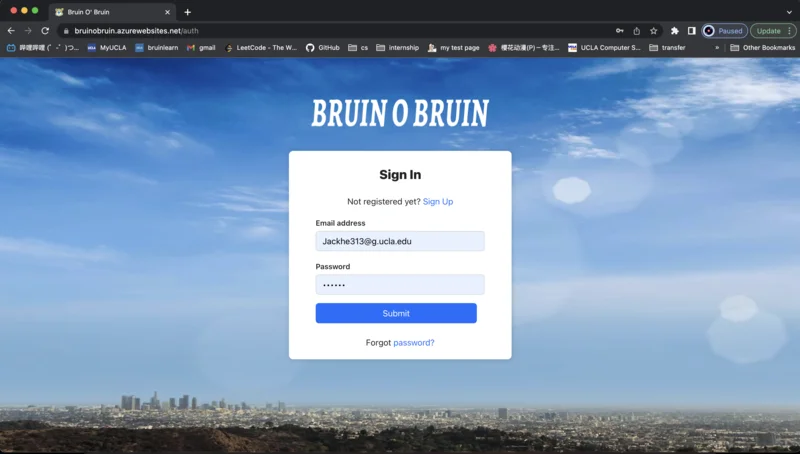 Bruin O' Bruin
bruinobruin.azurewebsites.net/auth
Paused
Update
哔哩哔哩 (゜-゜)つ...
MyUCLA
bruinlearn
gmail
LeetCode - The W...
GitHub
cs
internship
my test page
樱花动漫(P)－专注...
UCLA Computer S...
transfer
»
Other Bookmarks
BRUIN O BRUIN
Sign In
Not registered yet? Sign Up
Email address
Jackhe313@g.ucla.edu
Password
••••••
Submit
Forgot password?